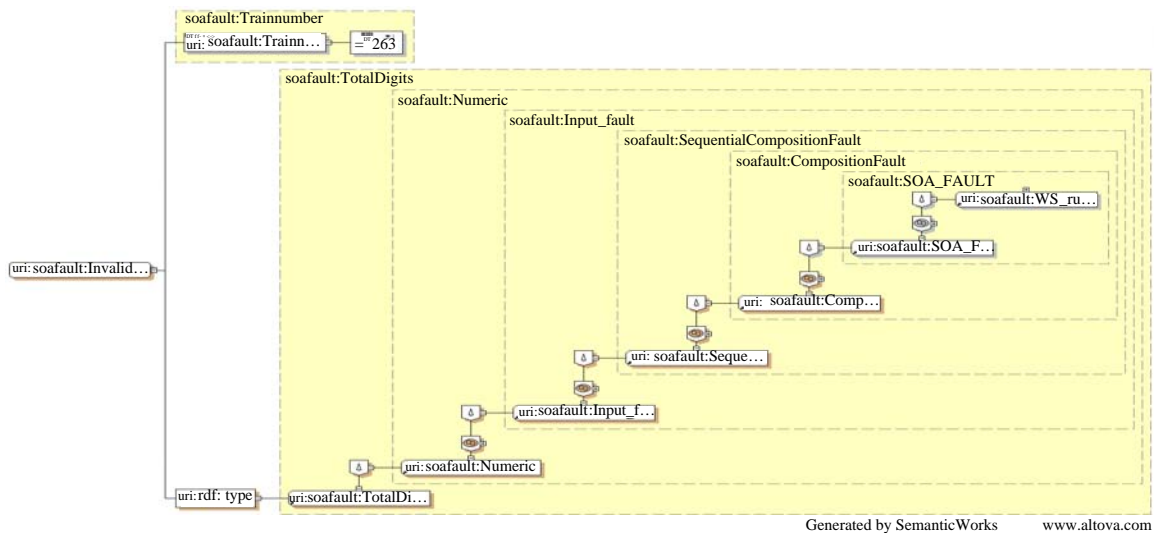 soafault:Trainnumber
uri: soafault:Trainn...
= 263
soafault:TotalDigits
soafault:Numeric
soafault:Input_fault
soafault:SequentialCompositionFault
soafault:CompositionFault
soafault:SOA_FAULT
uri:soafault:WS_ru...
uri:soafault:SOA_F...
uri: soafault:Invalid...
uri: soafault:Comp...
uri: soafault:Seque...
uri:soafault:Input_f...
uri: soafault:Numeric
uri:rdf: type
uri:soafault:TotalDi...
Generated by SemanticWorks www.altova.com